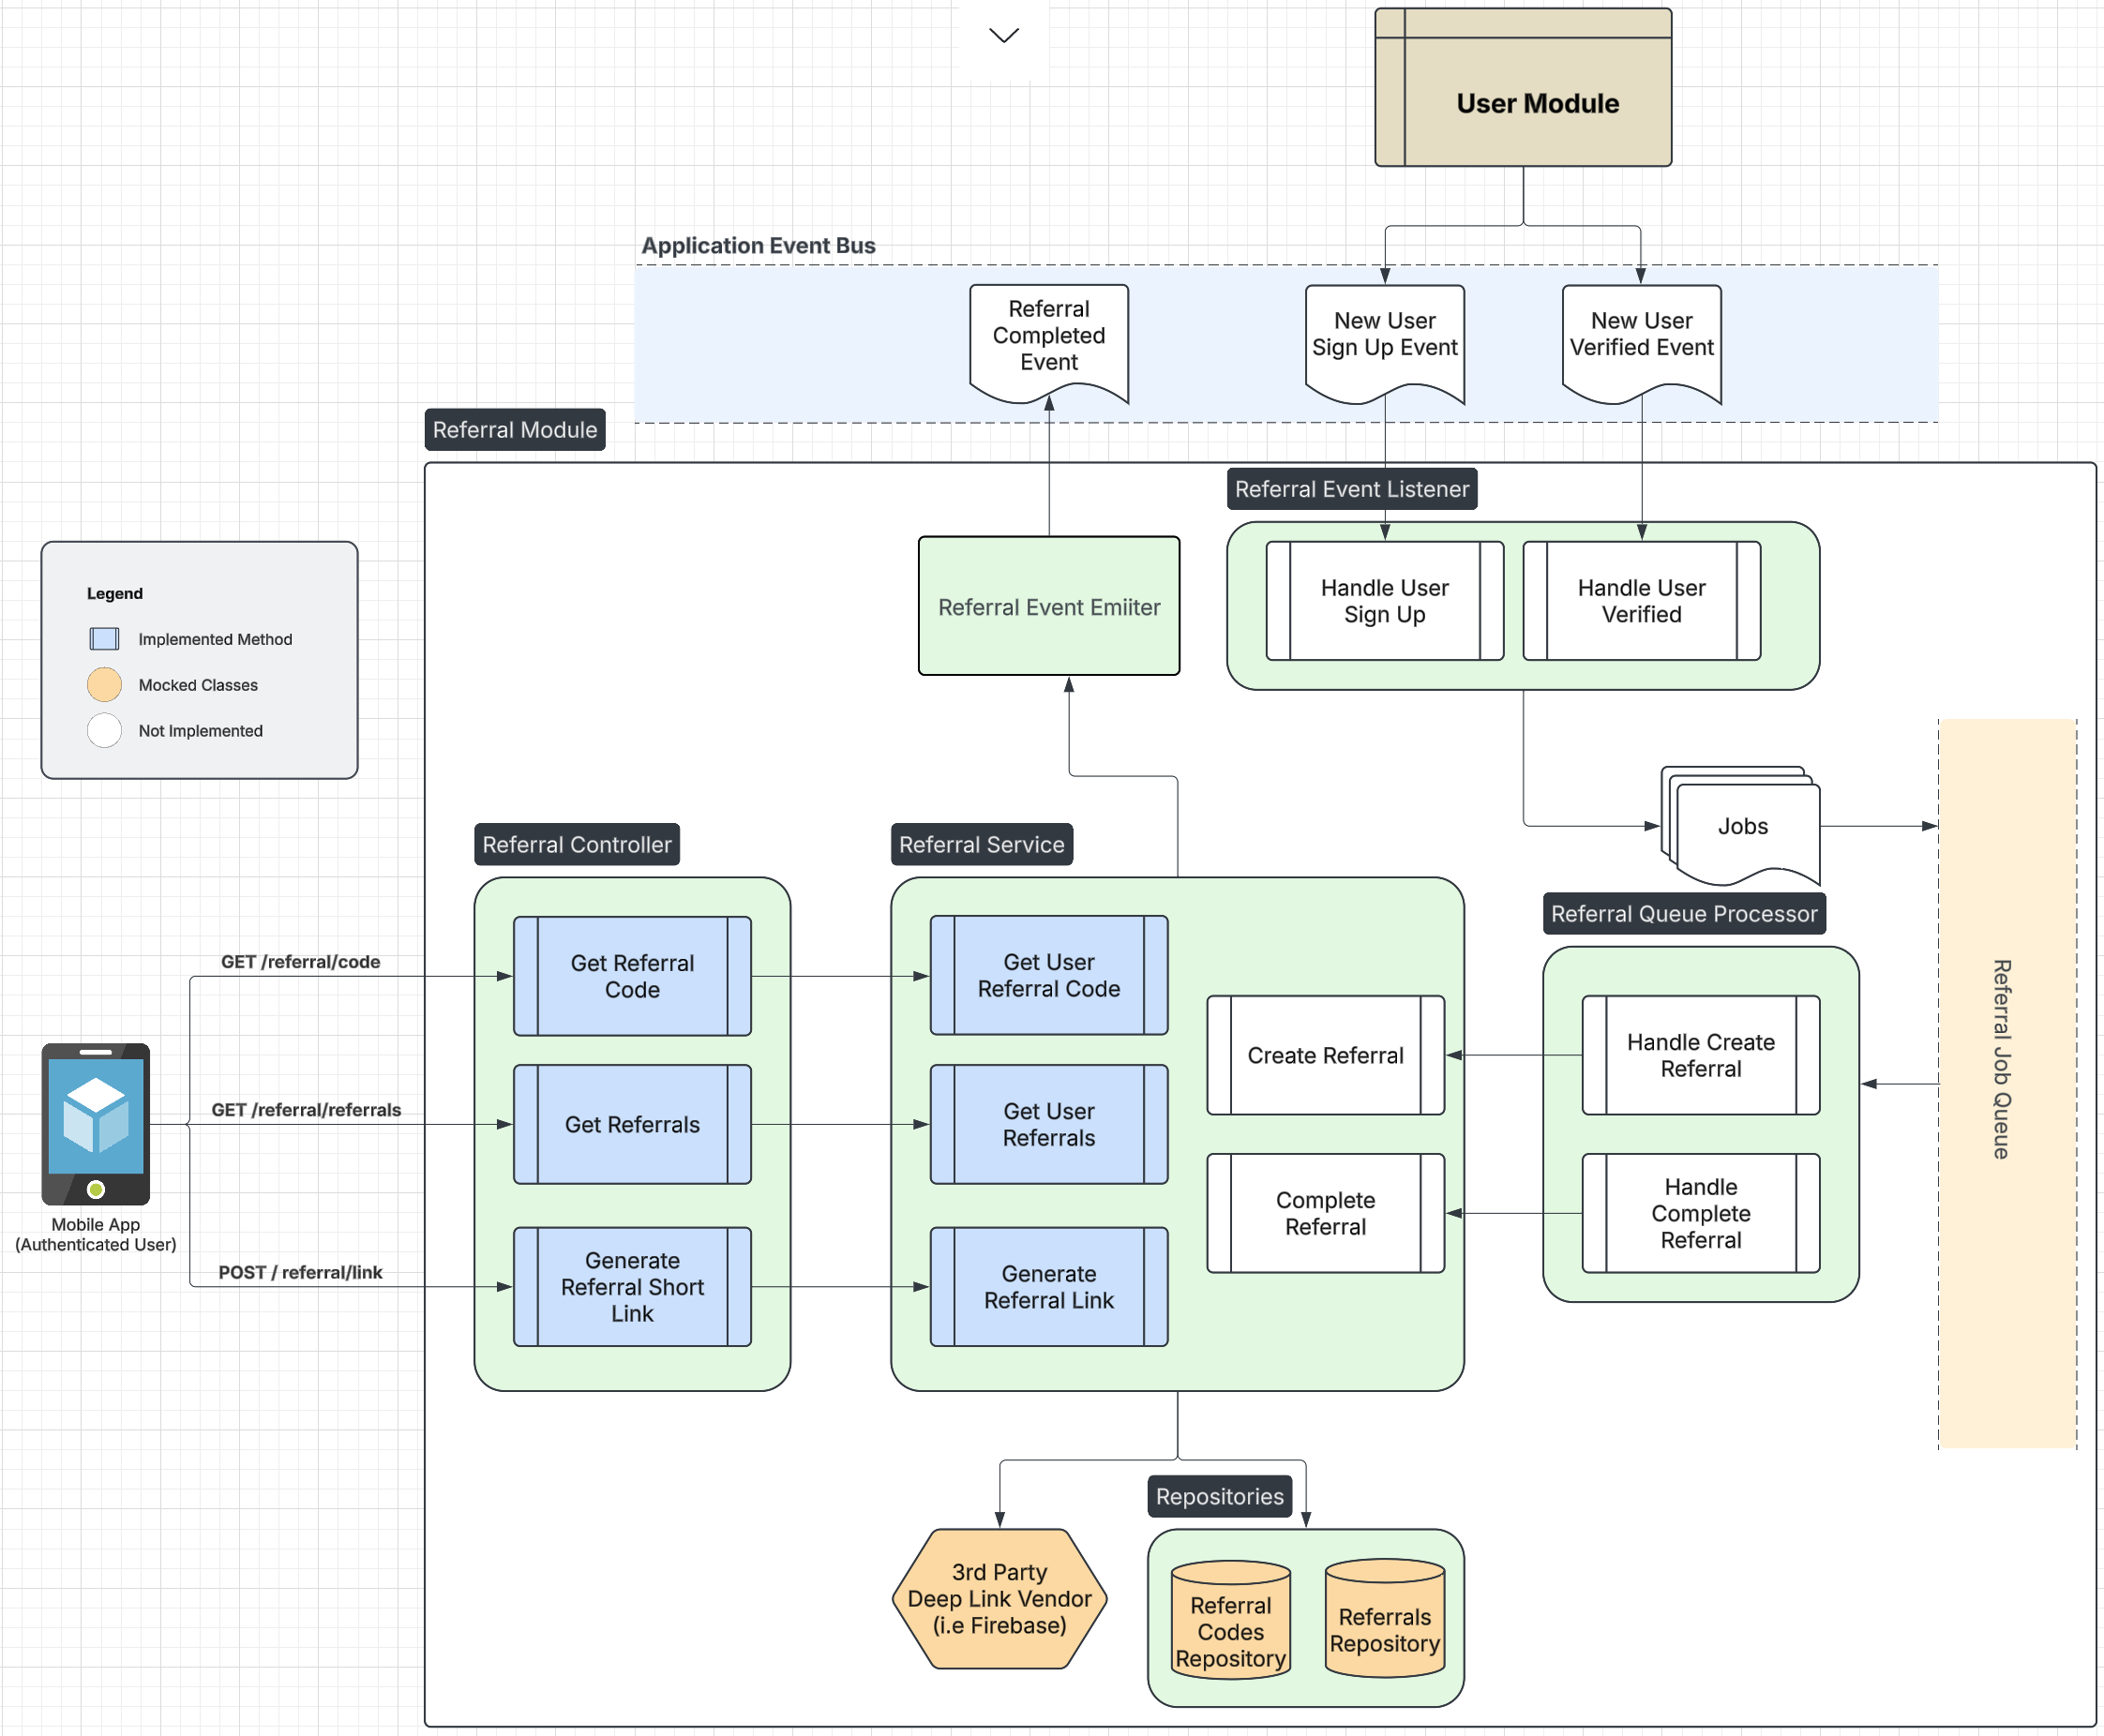 User Module
Application Event Bus
Referral
Completed
Event
New User
Sign Up Event
New User
Verified Event
Referral Module
Referral Event Listener
Legend
Implemented Method
Mocked Classes
Not Implemented
Referral Event Emiiter
Handle User
Sign Up
Handle User
Verified
Jobs
Referral Controller
Referral Service
Referral Queue Processor
Referral Job Queue
GET /referral/code
Get Referral
Code
Get User
Referral Code
Create Referral
Handle Create
Referral
GET /referral/referrals
Get Referrals
Get User
Referrals
Complete
Referral
Handle
Complete
Referral
Mobile App
(Authenticated User)
POST / referral/link
Generate
Referral Short
Link
Generate
Referral Link
Repositories
3rd Party
Deep Link Vendor
(i.e Firebase)
Referral
Codes
Repository
Referrals
Repository